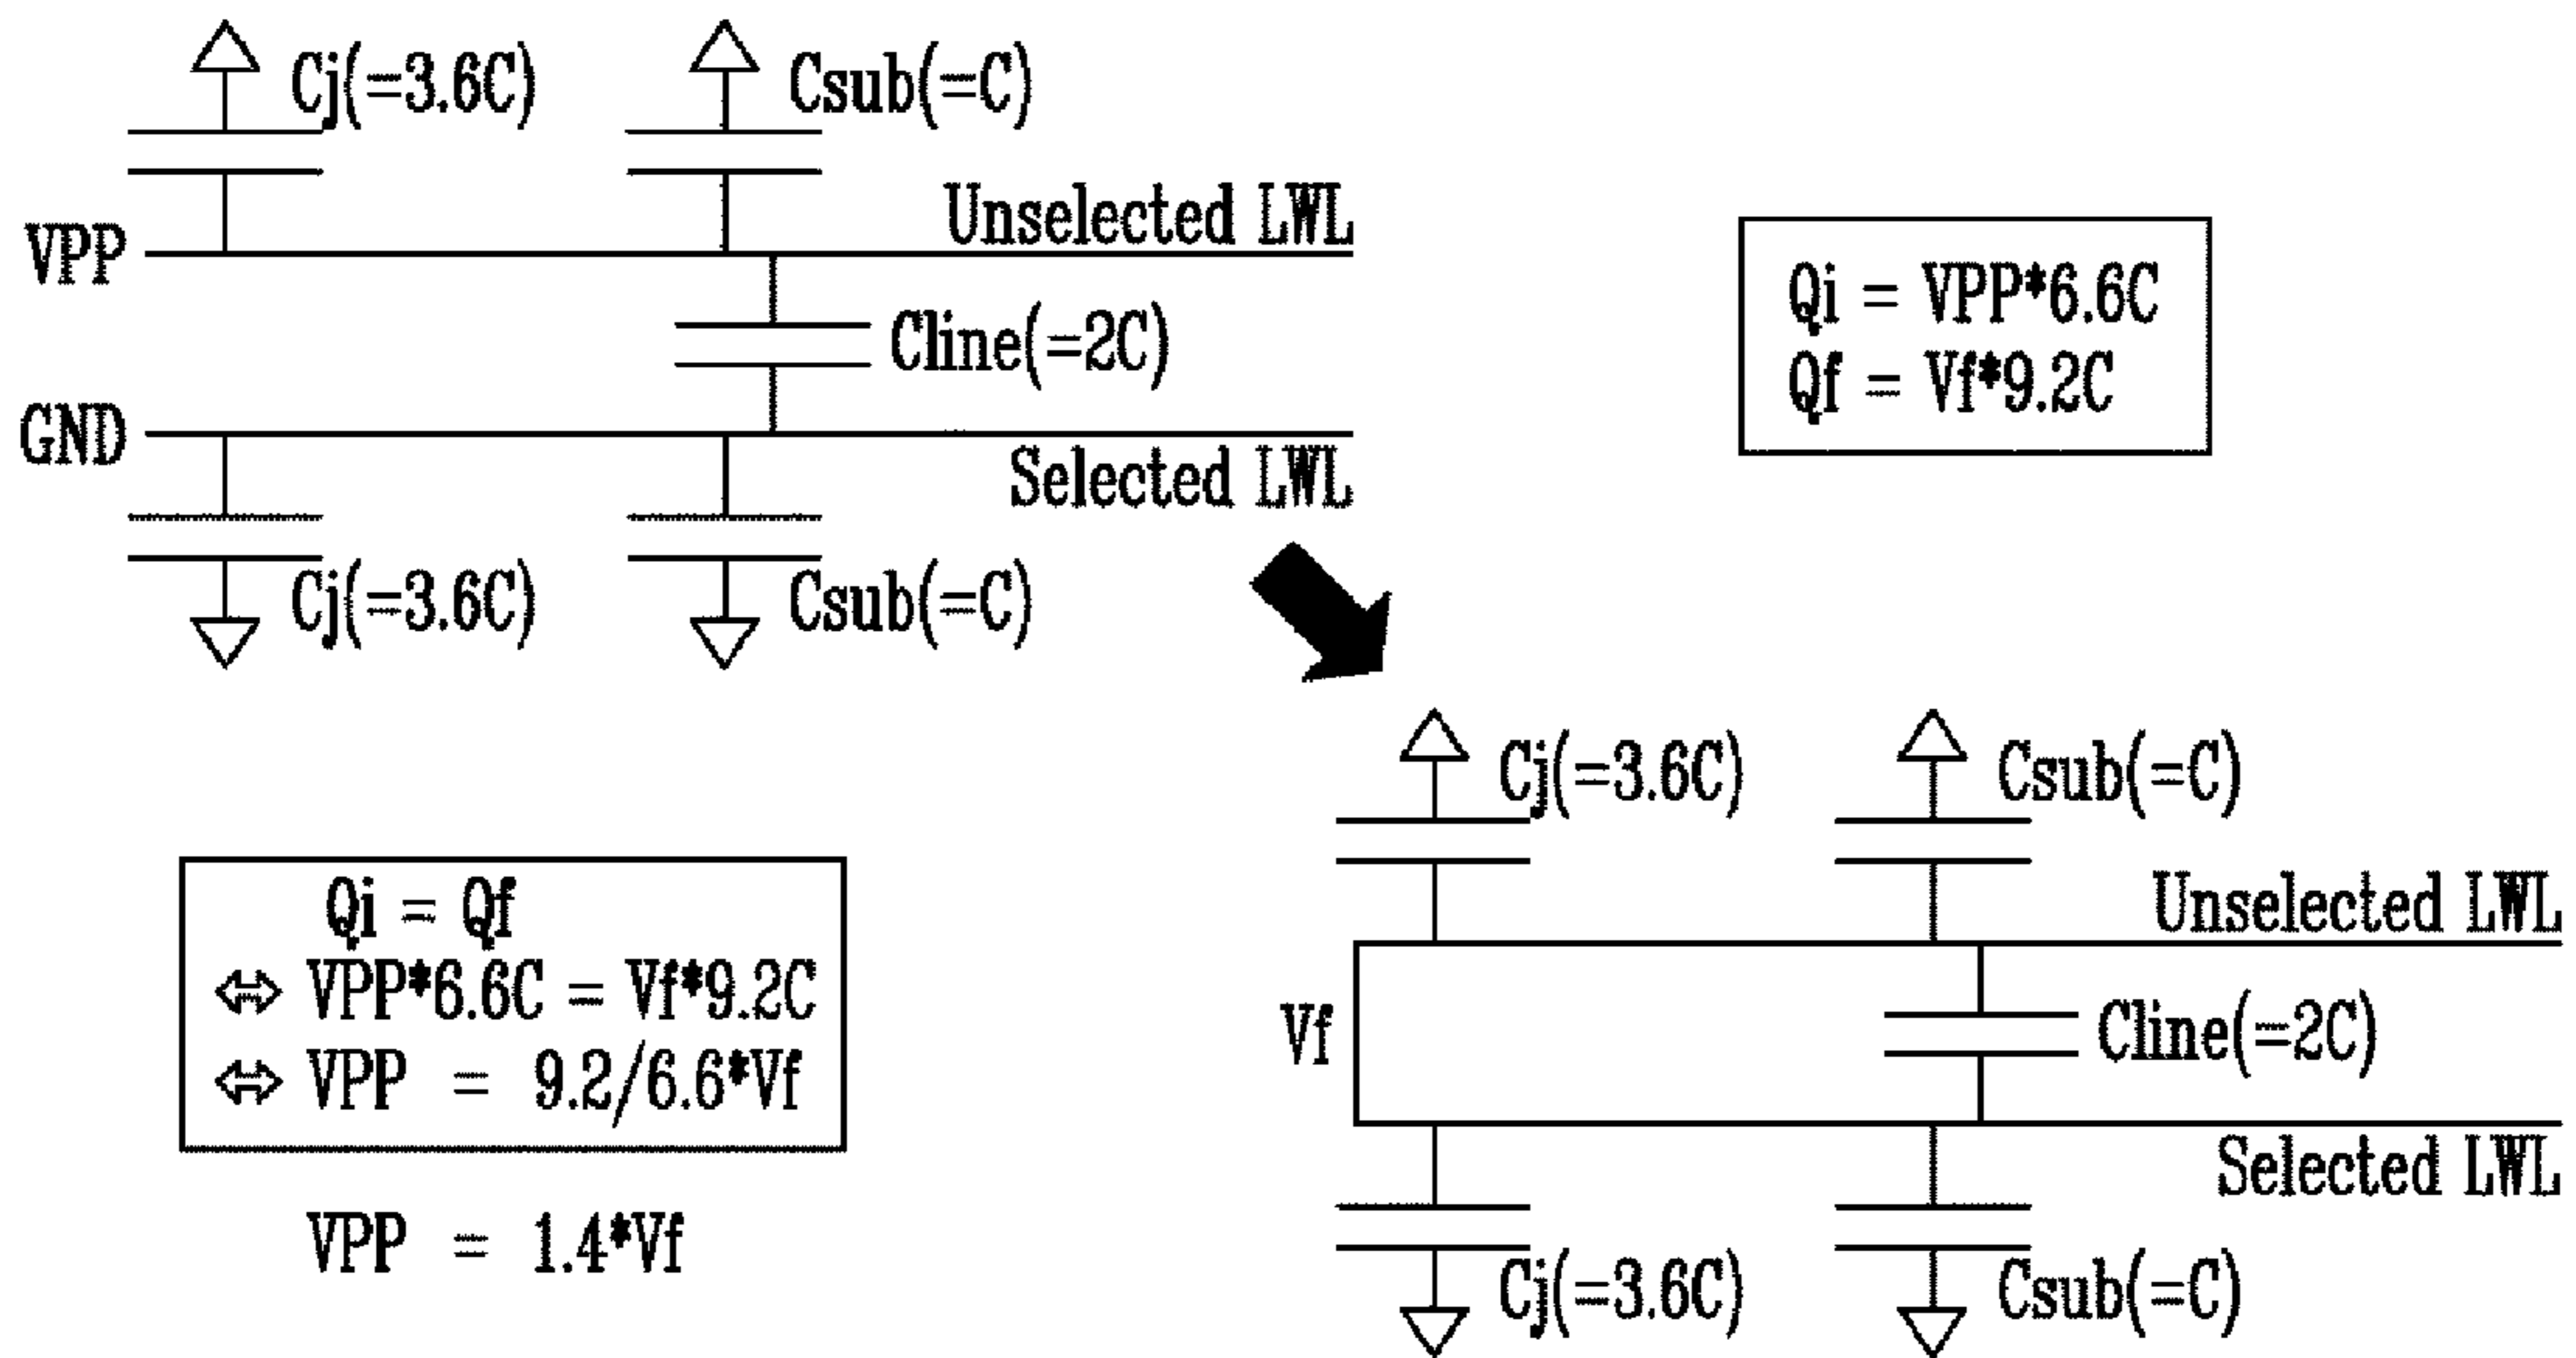 Cj(=3.6C)
Csub(=C)
VPP
Unselected LWL
Cline(=2C)
GND
Selected LWL
Cj(=3.6C)
Csub(=C)
Qi = VPP*6.6C
Qf = Vf*9.2C
Qi = Qf
⇔ VPP*6.6C = Vf*9.2C
⇔ VPP = 9.2/6.6*Vf
VPP = 1.4*Vf
Cj(=3.6C)
Csub(=C)
Unselected LWL
Vf
Cline(=2C)
Selected LWL
Cj(=3.6C)
Csub(=C)